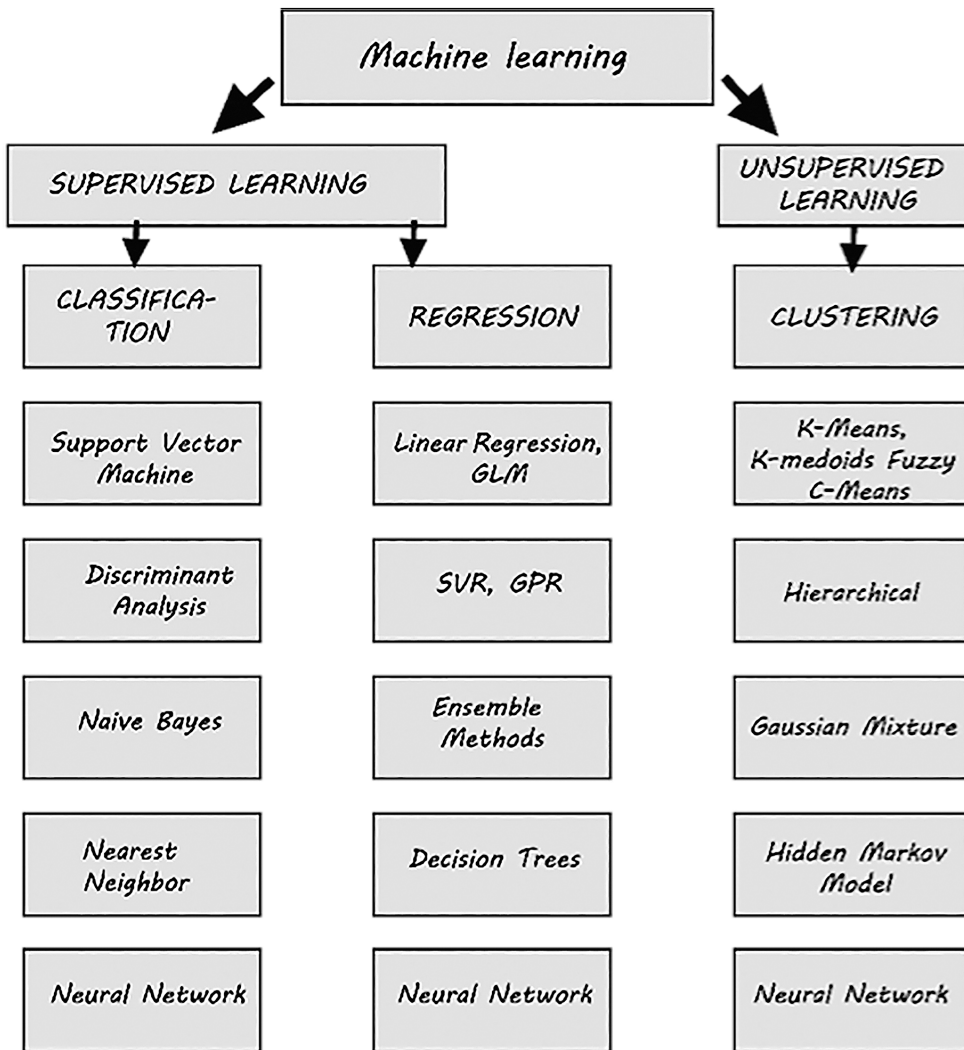 Machine learning
SUPERVISED LEARNING
UNSUPERVISED
LEARNING
CLASSIFICA-
TION
REGRESSION
CLUSTERING
Support Vector
Machine
Linear Regression,
GLM
K-Means,
K-medoids Fuzzy
C-Means
Discriminant
Analysis
SVR, GPR
Hierarchical
Naive Bayes
Ensemble
Methods
Gaussian Mixture
Nearest
Neighbor
Decision Trees
Hidden Markov
Model
Neural Network
Neural Network
Neural Network